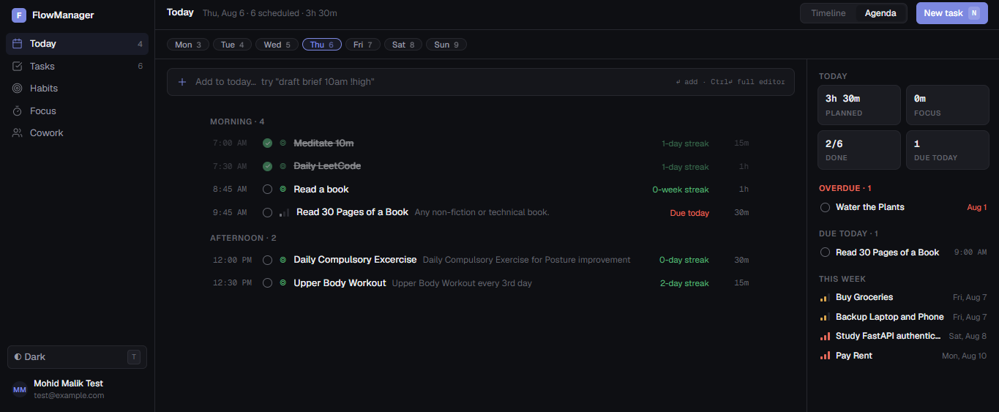 F FlowManager
Today 4
Tasks 6
Habits
Focus
Cowork
Dark T
MM Mohid Malik Test
test@example.com
Today Thu, Aug 6 · 6 scheduled · 3h 30m
Timeline Agenda
New task N
Mon 3 Tue 4 Wed 5 Thu 6 Fri 7 Sat 8 Sun 9
+ Add to today… try "draft brief 10am !high"
↵ add · Ctrl↵ full editor
MORNING · 4
7:00 AM Meditate 10m 1-day streak 15m
7:30 AM Daily LeetCode 1-day streak 1h
8:45 AM Read a book 0-week streak 1h
9:45 AM Read 30 Pages of a Book Any non-fiction or technical book. Due today 30m
AFTERNOON · 2
12:00 PM Daily Compulsory Excercise Daily Compulsory Exercise for Posture improvement 0-day streak 30m
12:30 PM Upper Body Workout Upper Body Workout every 3rd day 2-day streak 15m
TODAY
3h 30m
PLANNED
0m
FOCUS
2/6
DONE
1
DUE TODAY
OVERDUE · 1
Water the Plants Aug 1
DUE TODAY · 1
Read 30 Pages of a Book 9:00 AM
THIS WEEK
Buy Groceries Fri, Aug 7
Backup Laptop and Phone Fri, Aug 7
Study FastAPI authentic… Sat, Aug 8
Pay Rent Mon, Aug 10